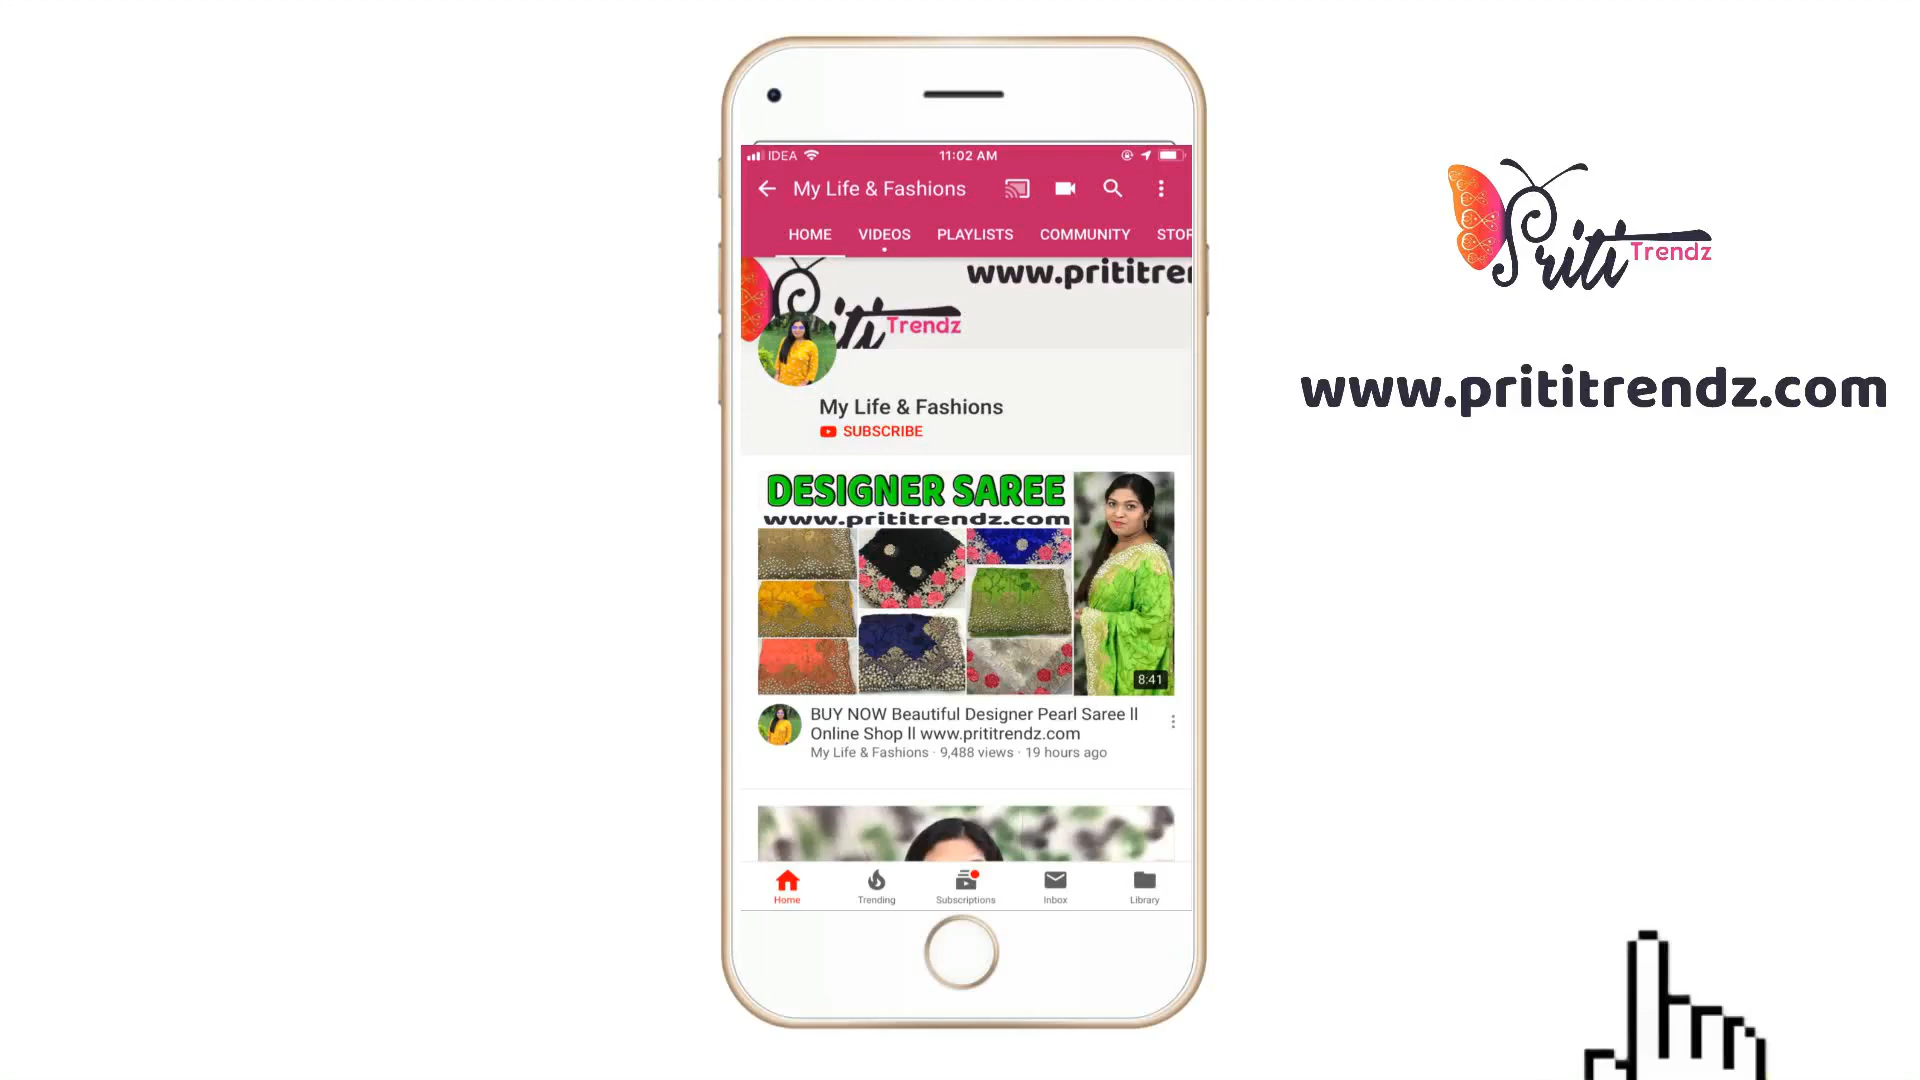 IDEA
11:02 AM
My Life & Fashions
HOME VIDEOS PLAYLISTS COMMUNITY STOR
www.prititre
Priti Trendz
My Life & Fashions
SUBSCRIBE
DESIGNER SAREE
www.prititrendz.com
8:41
BUY NOW Beautiful Designer Pearl Saree ll
Online Shop ll www.prititrendz.com
My Life & Fashions · 9,488 views · 19 hours ago
Home Trending Subscriptions Inbox Library
Priti Trendz
www.prititrendz.com